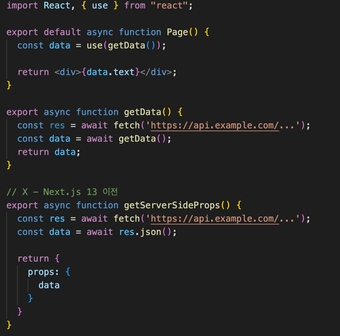 import React, { use } from "react";
export default async function Page() {
const data = use(getData());
return <div>{data.text}</div>;
}
export async function getData() {
const res = await fetch('https://api.example.com/...');
const data = await getData();
return data;
}
// X - Next.js 13 이전
export async function getServerSideProps() {
const res = await fetch('https://api.example.com/...');
const data = await res.json();
return {
props: {
data
}
}
}